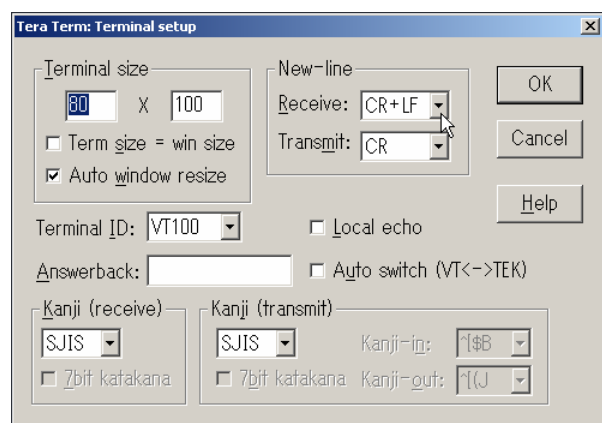 Tera Term: Terminal setup
Terminal size
80 X 100
Term size = win size
Auto window resize
New-line
Receive: CR+LF
Transmit: CR
OK
Cancel
Help
Terminal ID: VT100
Local echo
Answerback:
Auto switch (VT<->TEK)
Kanji (receive)
SJIS
7bit katakana
Kanji (transmit)
SJIS
Kanji-in: ^[$B
7bit katakana
Kanji-out: ^[(J